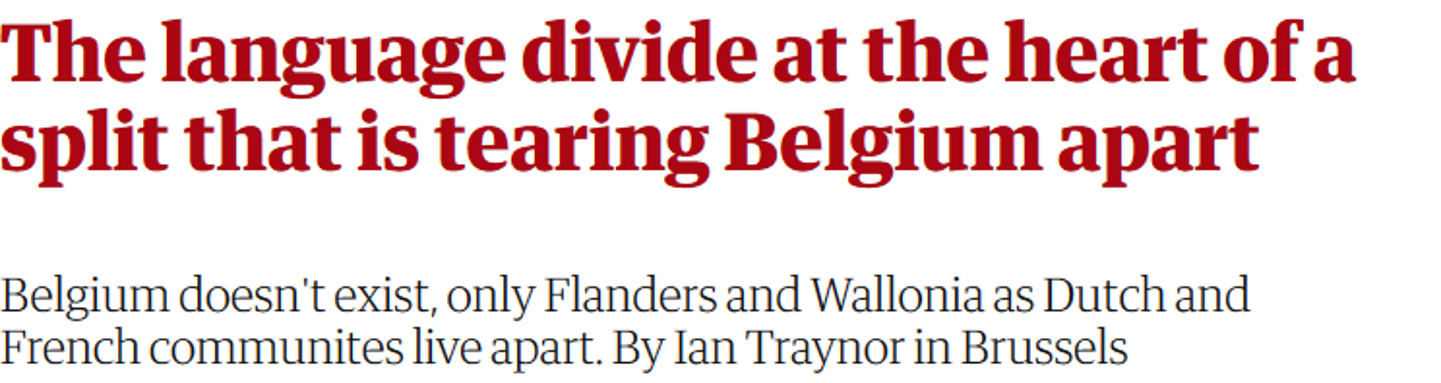 The language divide at the heart of a
split that is tearing Belgium apart
Belgium doesn't exist, only Flanders and Wallonia as Dutch and
French communites live apart. By Ian Traynor in Brussels